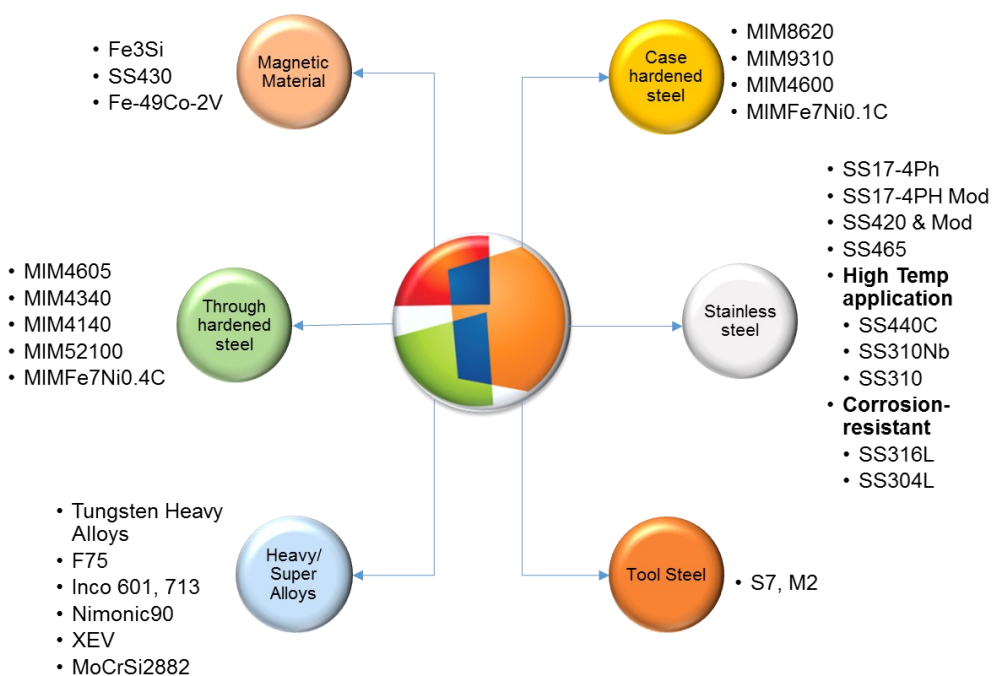 Magnetic
Material
• Fe3Si
• SS430
• Fe-49Co-2V
Case
hardened
steel
• MIM8620
• MIM9310
• MIM4600
• MIMFe7Ni0.1C
Through
hardened
steel
• MIM4605
• MIM4340
• MIM4140
• MIM52100
• MIMFe7Ni0.4C
Stainless
steel
• SS17-4Ph
• SS17-4PH Mod
• SS420 & Mod
• SS465
• High Temp
application
• SS440C
• SS310Nb
• SS310
• Corrosion-
resistant
• SS316L
• SS304L
Heavy/
Super
Alloys
• Tungsten Heavy
Alloys
• F75
• Inco 601, 713
• Nimonic90
• XEV
• MoCrSi2882
Tool Steel
• S7, M2